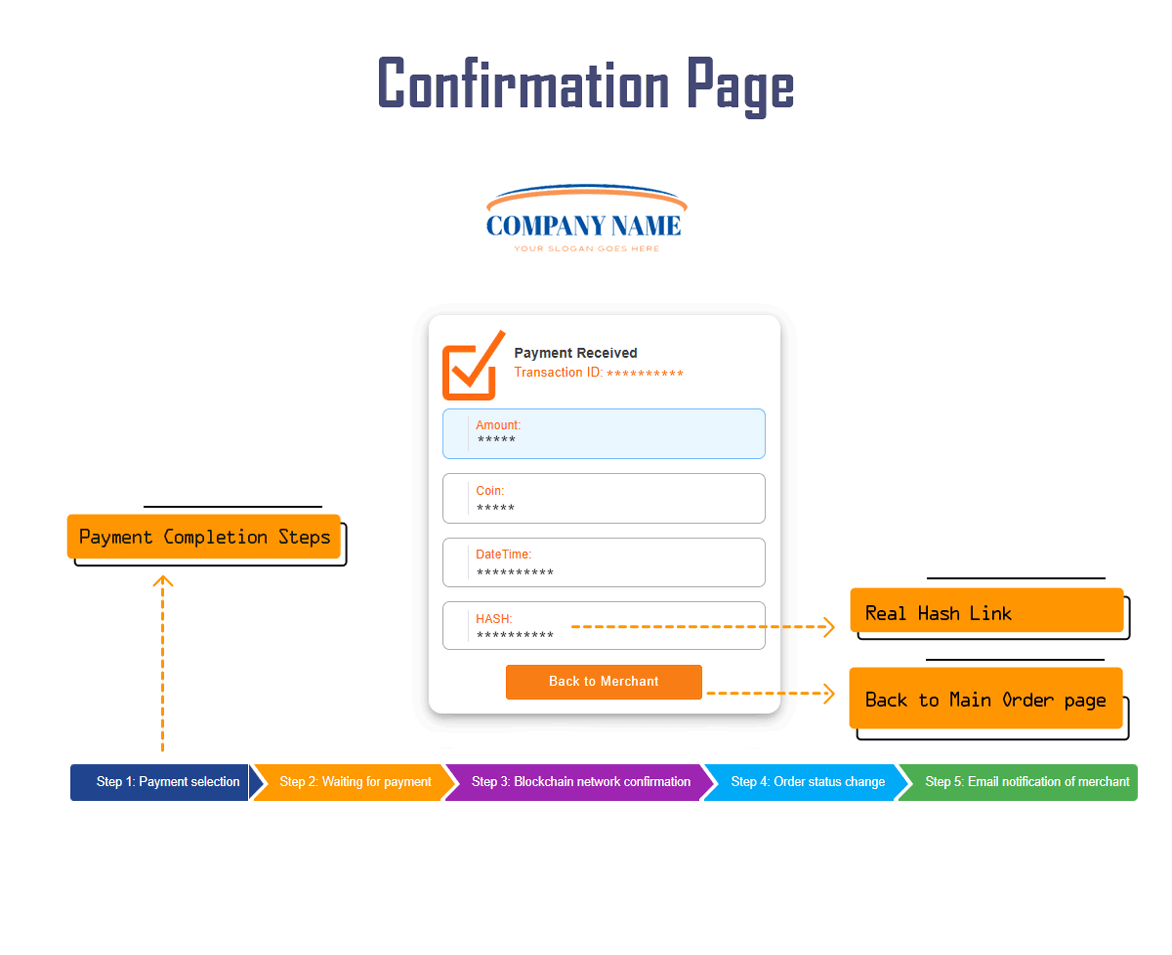 Confirmation Page
COMPANY NAME
YOUR SLOGAN GOES HERE
Payment Received
Transaction ID: **********
Amount:
*****
Coin:
*****
DateTime:
**********
HASH:
**********
Back to Merchant
Payment Completion Steps
Real Hash Link
Back to Main Order page
Step 1: Payment selection
Step 2: Waiting for payment
Step 3: Blockchain network confirmation
Step 4: Order status change
Step 5: Email notification of merchant